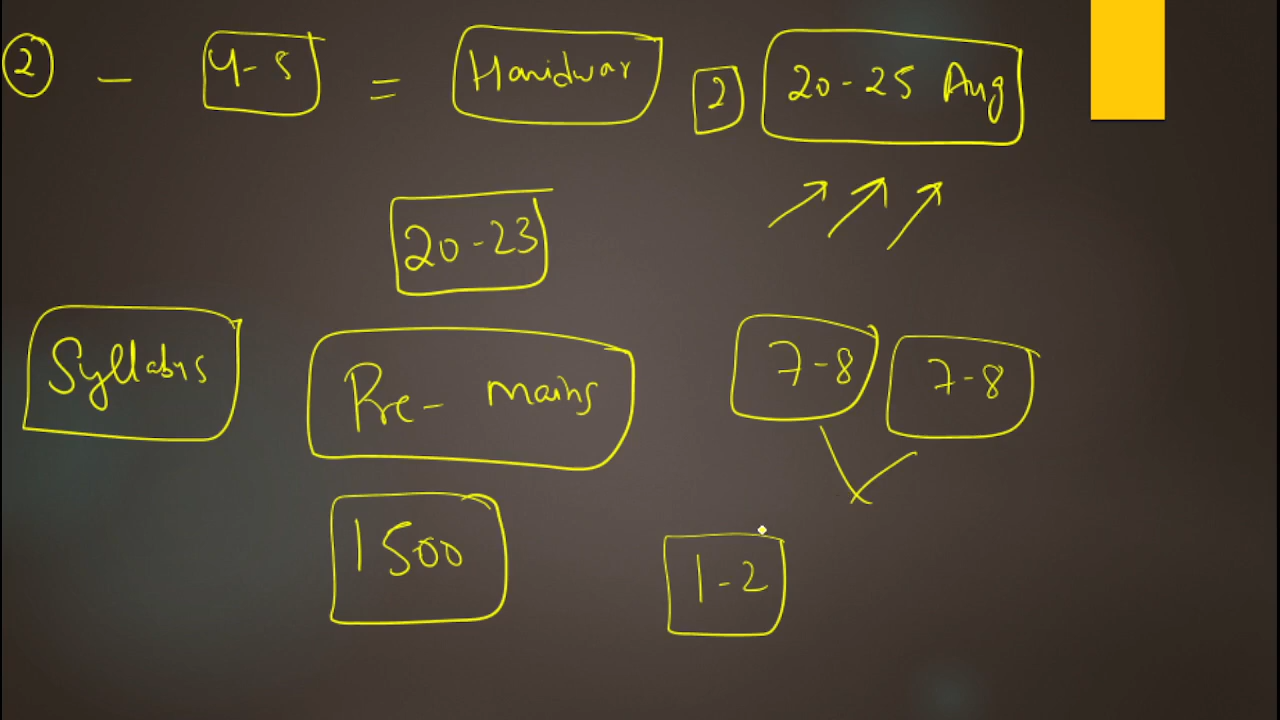 2 - 4-5 = Haridwar 2 20-25 Aug
20-23
Syllabus Pre- mains 7-8 7-8
1500 1-2